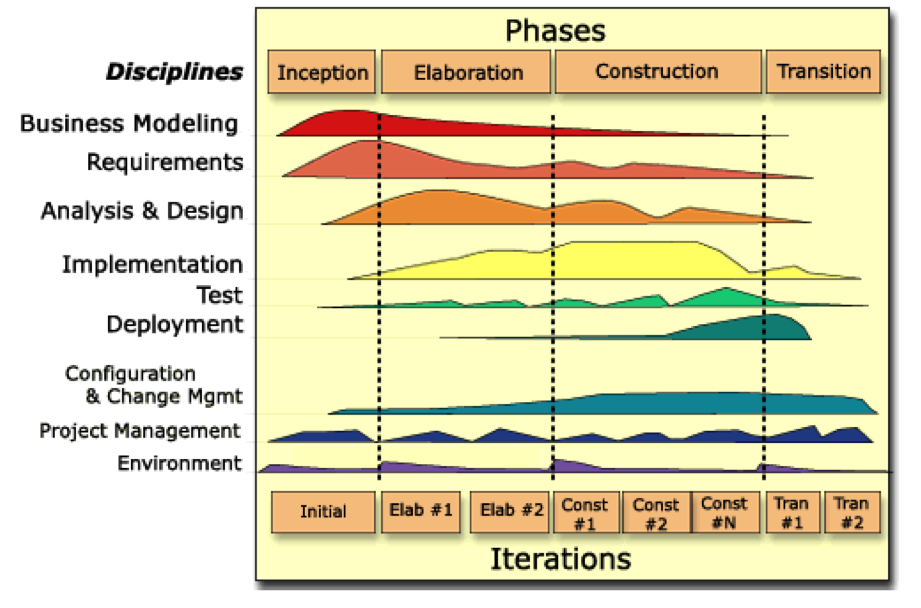 Phases
Disciplines
Inception
Elaboration
Construction
Transition
Business Modeling
Requirements
Analysis & Design
Implementation
Test
Deployment
Configuration
& Change Mgmt
Project Management
Environment
Initial
Elab #1
Elab #2
Const
#1
Const
#2
Const
#N
Tran
#1
Tran
#2
Iterations